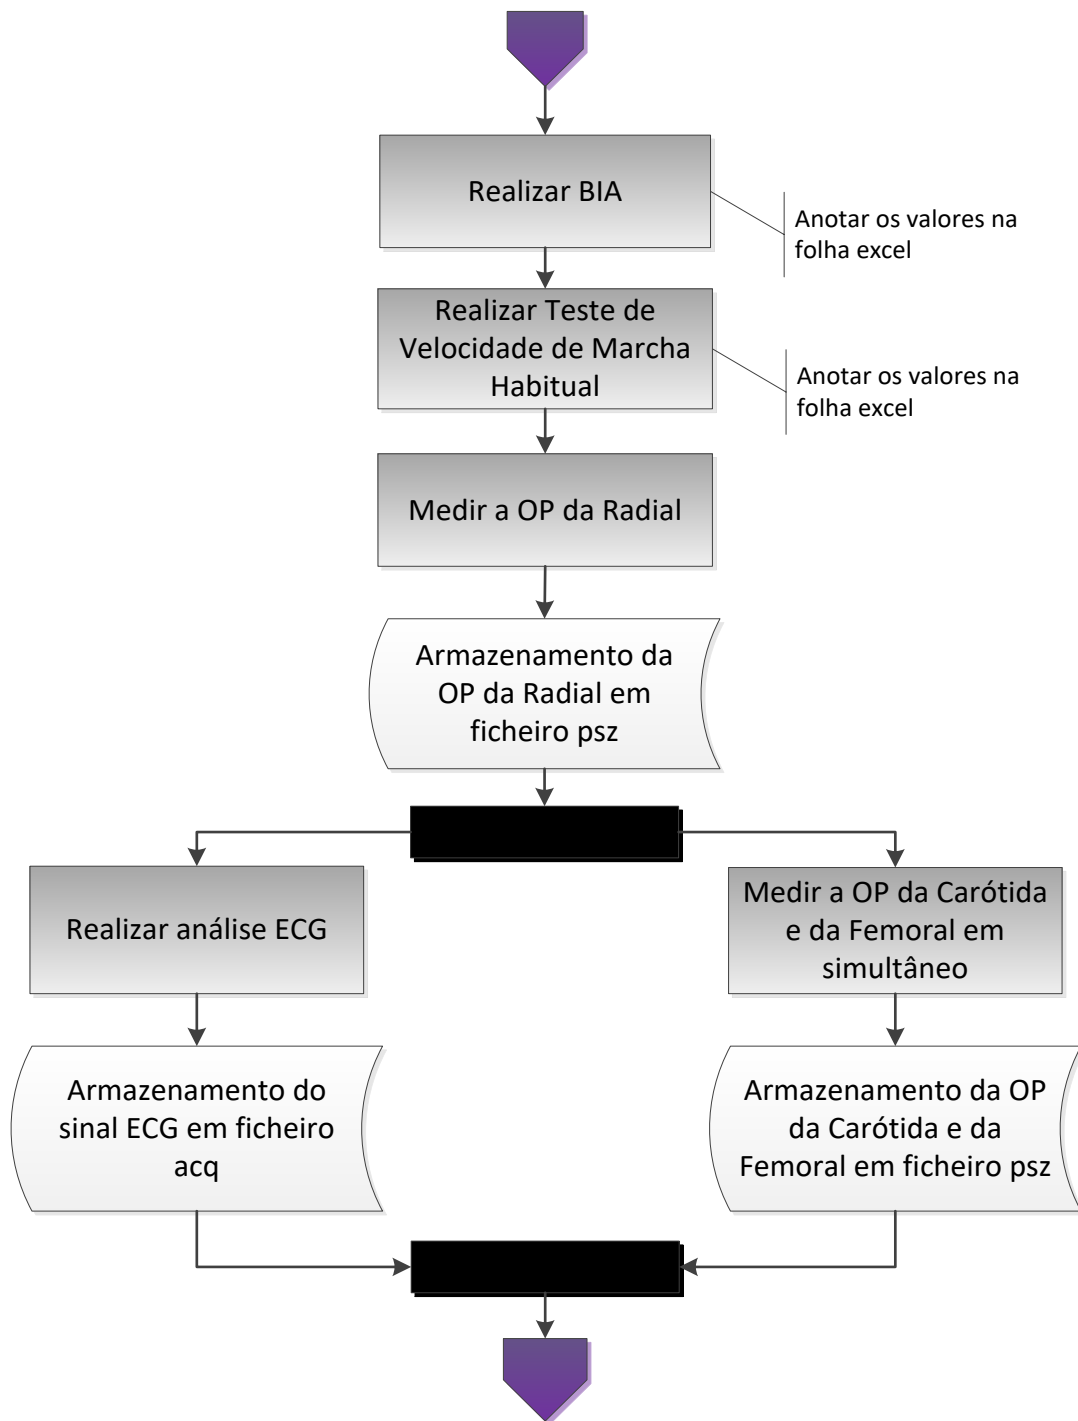 Realizar BIA
Anotar os valores na
folha excel
Realizar Teste de
Velocidade de Marcha
Habitual
Anotar os valores na
folha excel
Medir a OP da Radial
Armazenamento da
OP da Radial em
ficheiro psz
Realizar análise ECG
Medir a OP da Carótida
e da Femoral em
simultâneo
Armazenamento do
sinal ECG em ficheiro
acq
Armazenamento da OP
da Carótida e da
Femoral em ficheiro psz